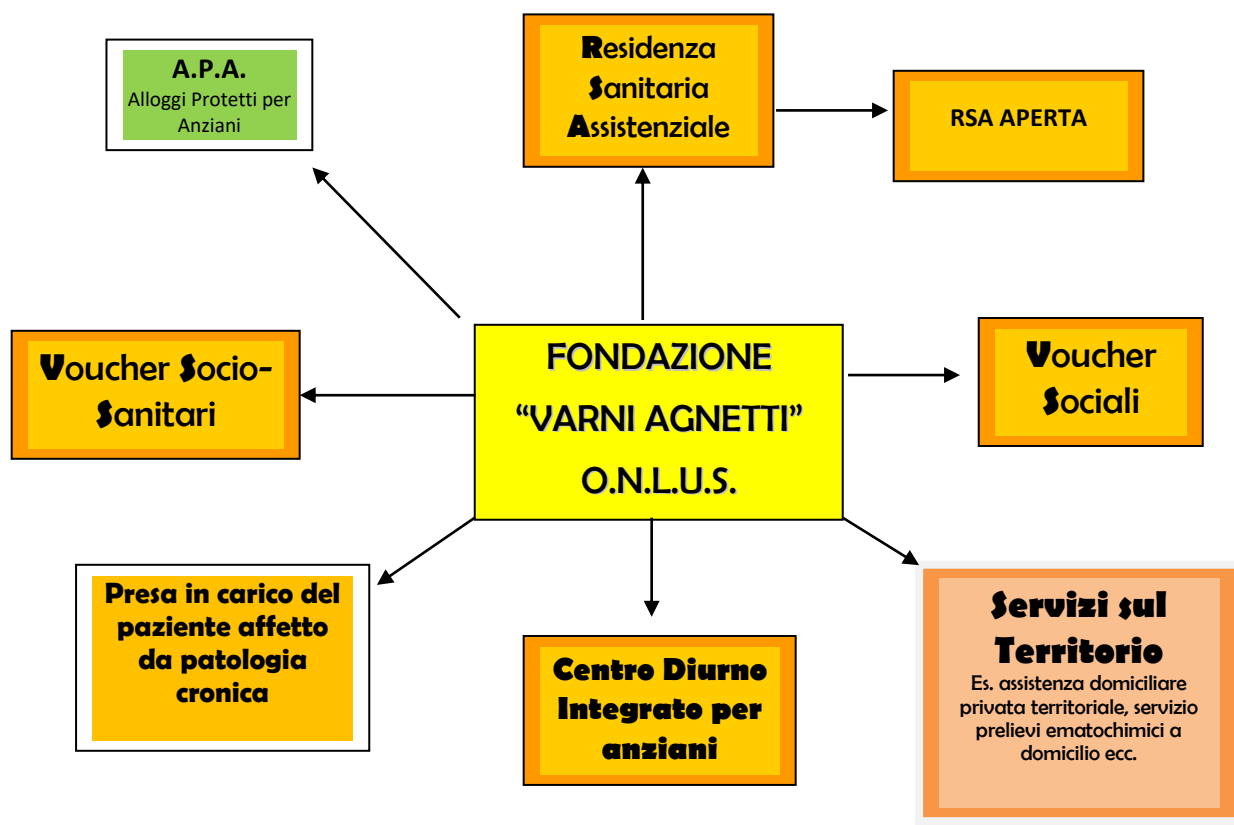 A.P.A.
Alloggi Protetti per
Anziani
Residenza
Sanitaria
Assistenziale
RSA APERTA
Voucher Socio-
Sanitari
FONDAZIONE
“VARNI AGNETTI”
O.N.L.U.S.
Voucher
Sociali
Presa in carico del
paziente affetto
da patologia
cronica
Centro Diurno
Integrato per
anziani
Servizi sul
Territorio
Es. assistenza domiciliare
privata territoriale, servizio
prelievi ematochimici a
domicilio ecc.